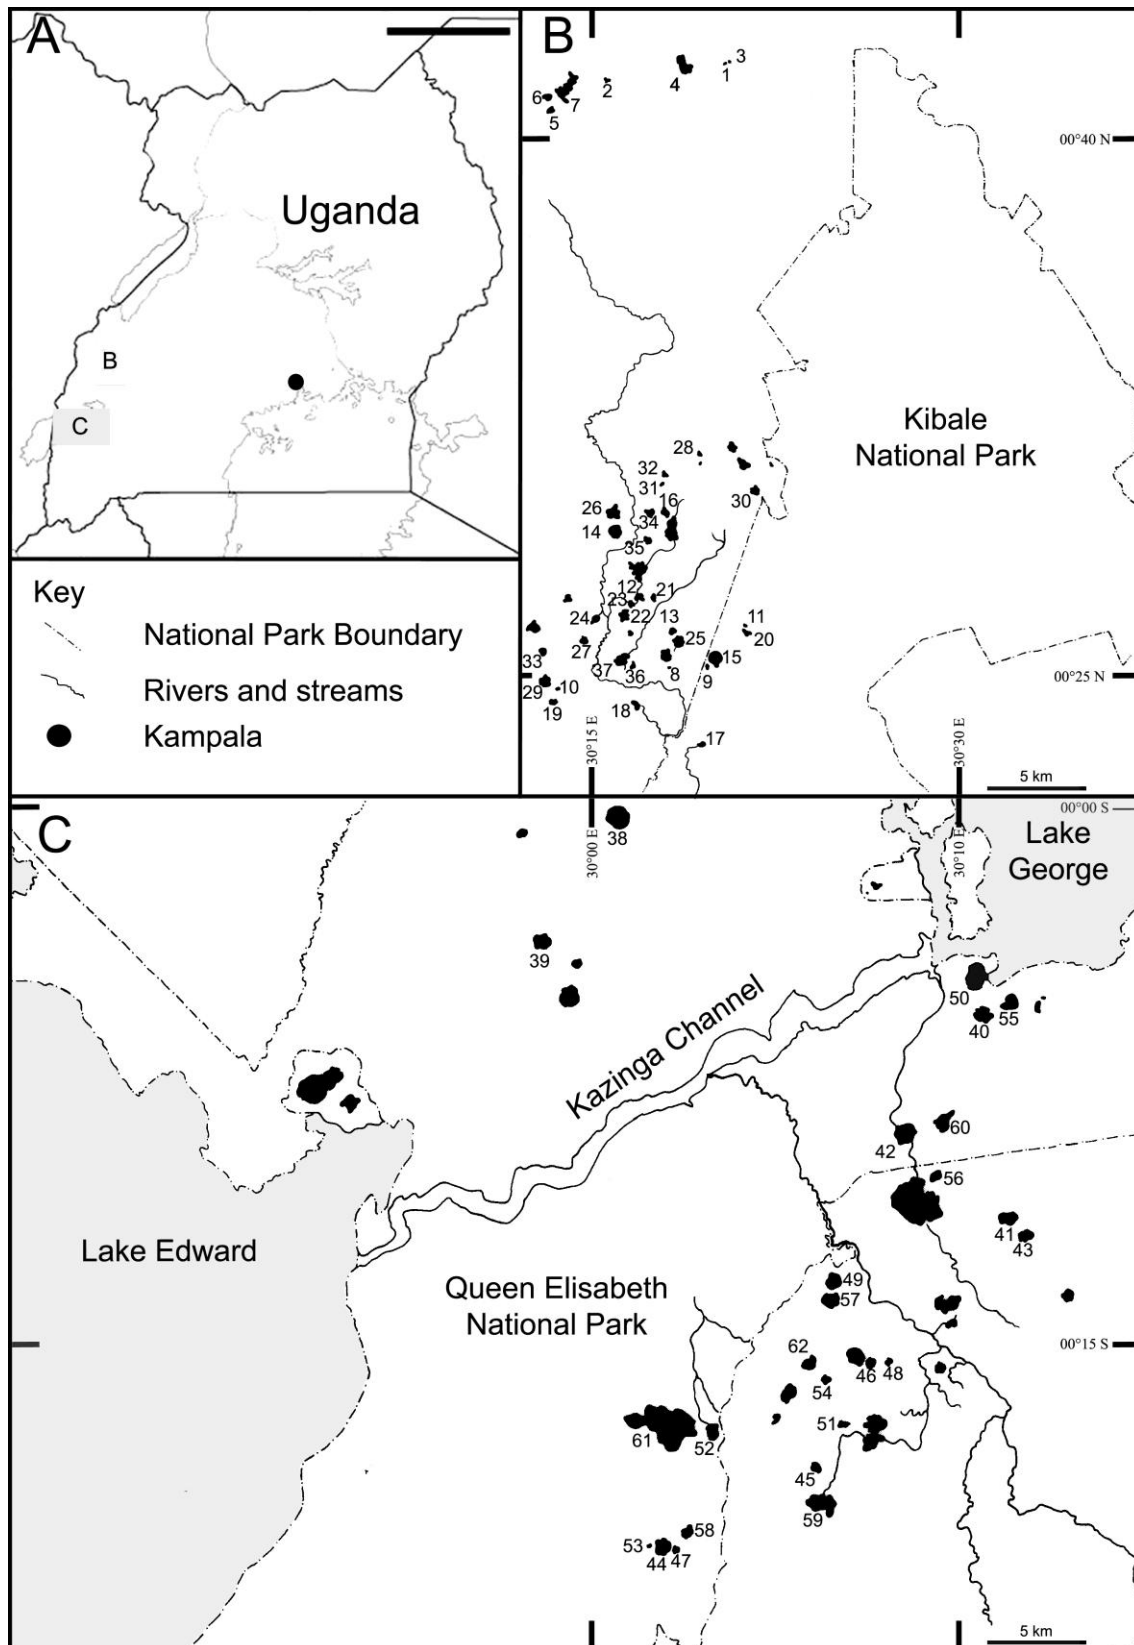 A
Uganda
B
C
Key
National Park Boundary
Rivers and streams
Kampala
B
3
1
4
2
6
7
5
00°40 N
Kibale
National Park
28
32
31
30
16
26
34
14
35
12
21
23
22
24
13
11
25
20
27
15
33
37
36
8
9
10
29
19
18
17
00°25 N
30°15 E
30°30 E
5 km
C
38
30°00 E
30°10 E
00°00 S
Lake
George
39
50
40
55
Kazinga Channel
60
42
56
41
43
Lake Edward
Queen Elisabeth
National Park
49
57
00°15 S
62
46
48
54
51
61
52
45
59
58
53
44
47
5 km